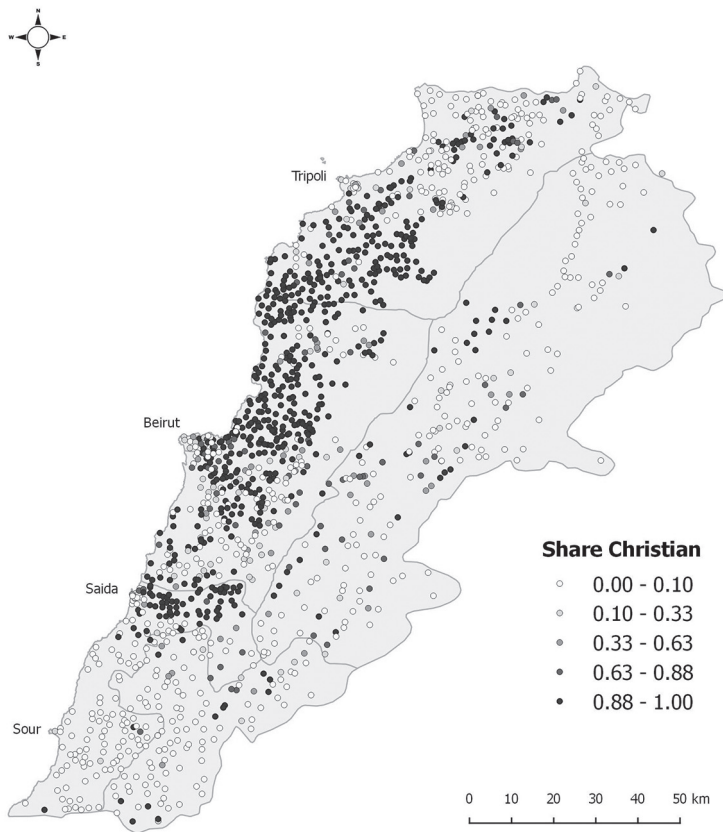 N
W E
S
Tripoli
Beirut
Saida
Sour
Share Christian
0.00 - 0.10
0.10 - 0.33
0.33 - 0.63
0.63 - 0.88
0.88 - 1.00
0 10 20 30 40 50 km